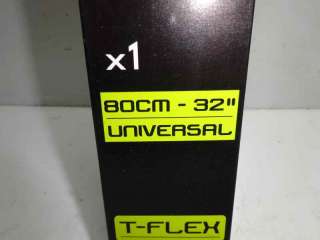 x1
80CM - 32"
UNIVERSAL
T-FLEX